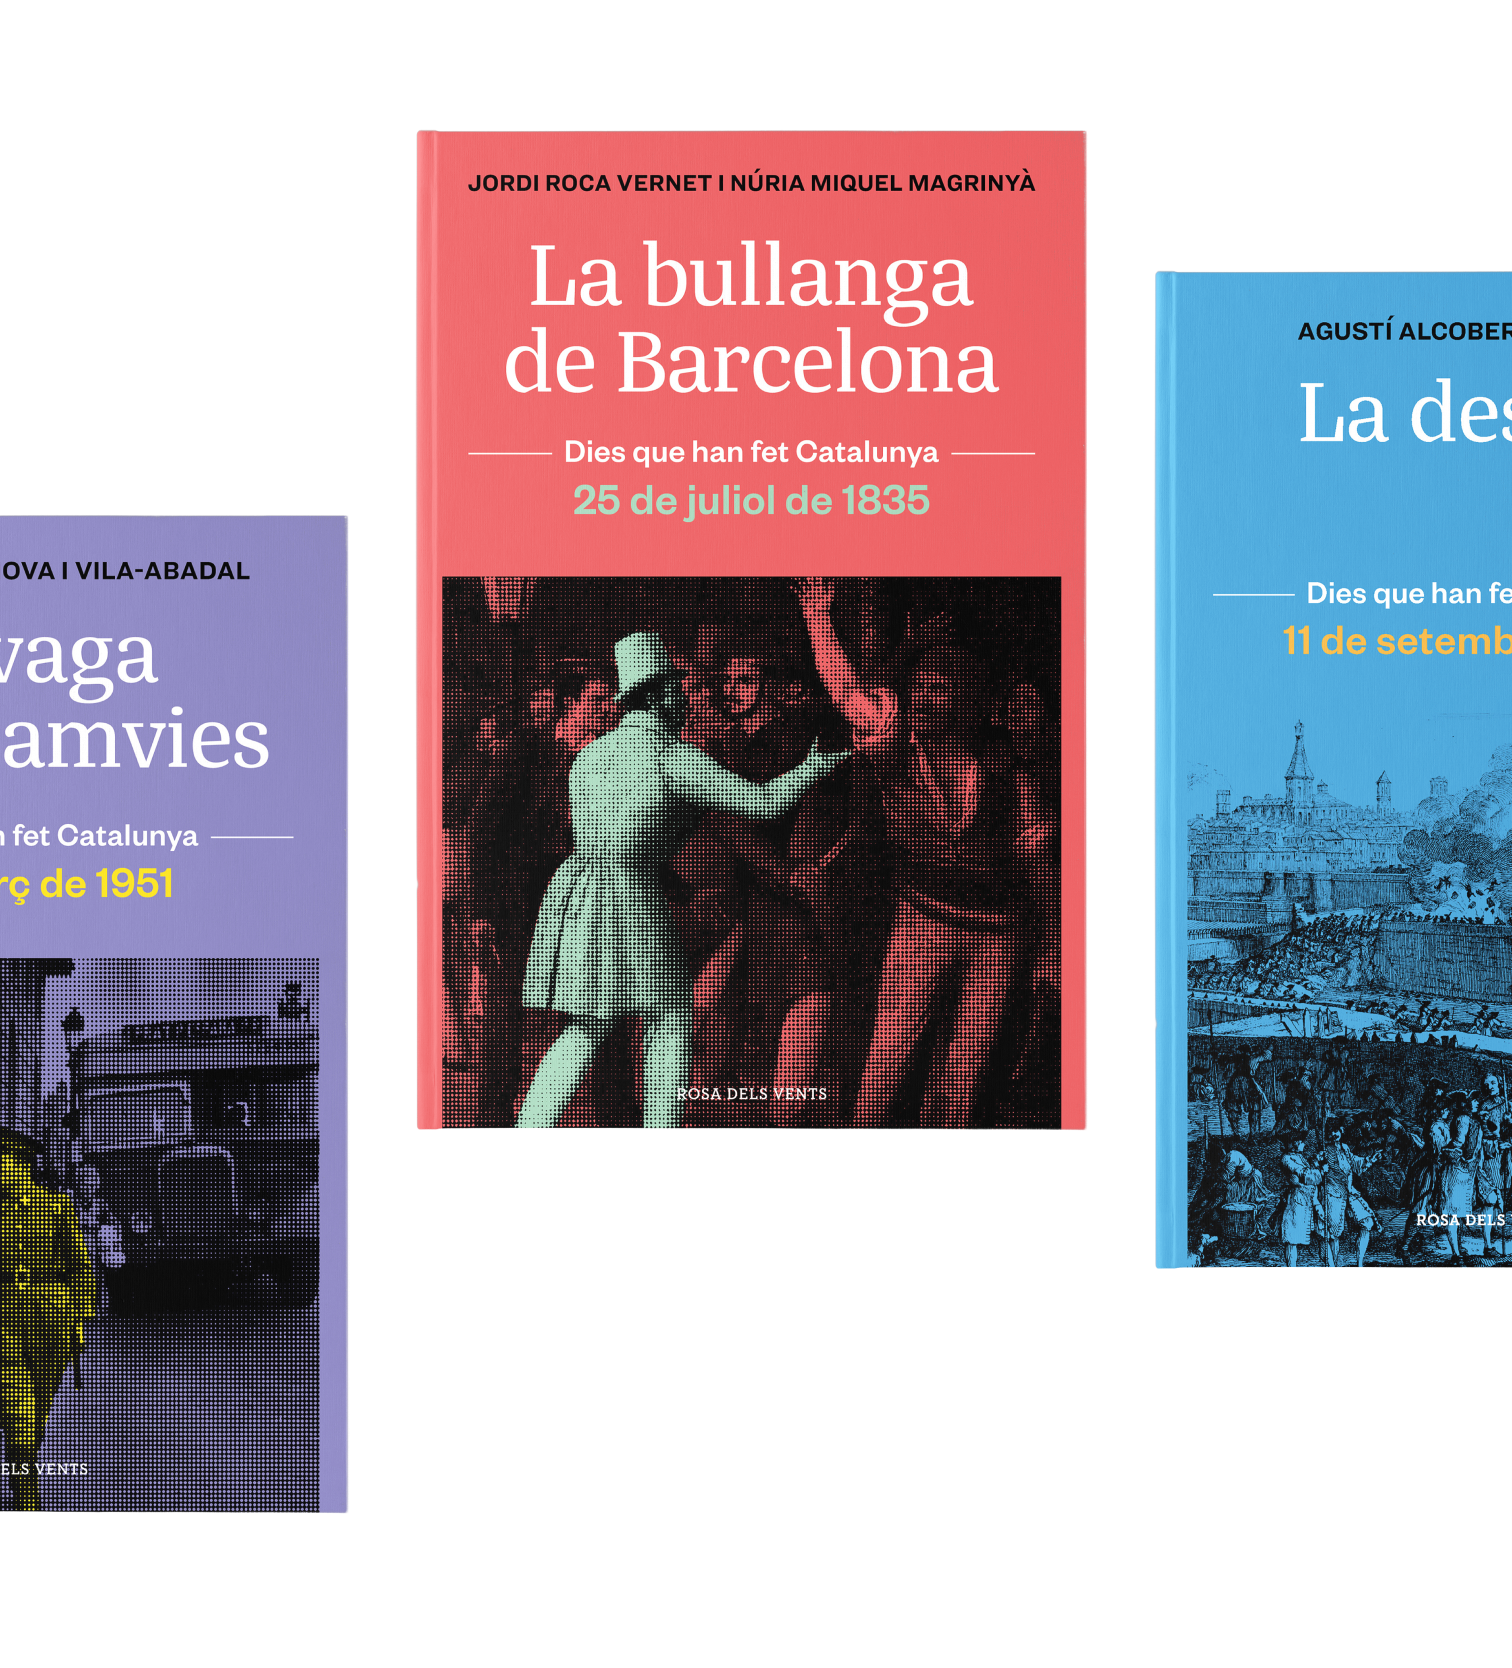 OVA I VILA-ABADAL
vaga
amvies
n fet Catalunya
rç de 1951
ELS VENTS
JORDI ROCA VERNET I NÚRIA MIQUEL MAGRINYÀ
La bullanga
de Barcelona
Dies que han fet Catalunya
25 de juliol de 1835
ROSA DELS VENTS
AGUSTÍ ALCOBER
La des
Dies que han fe
11 de setemb
ROSA DELS